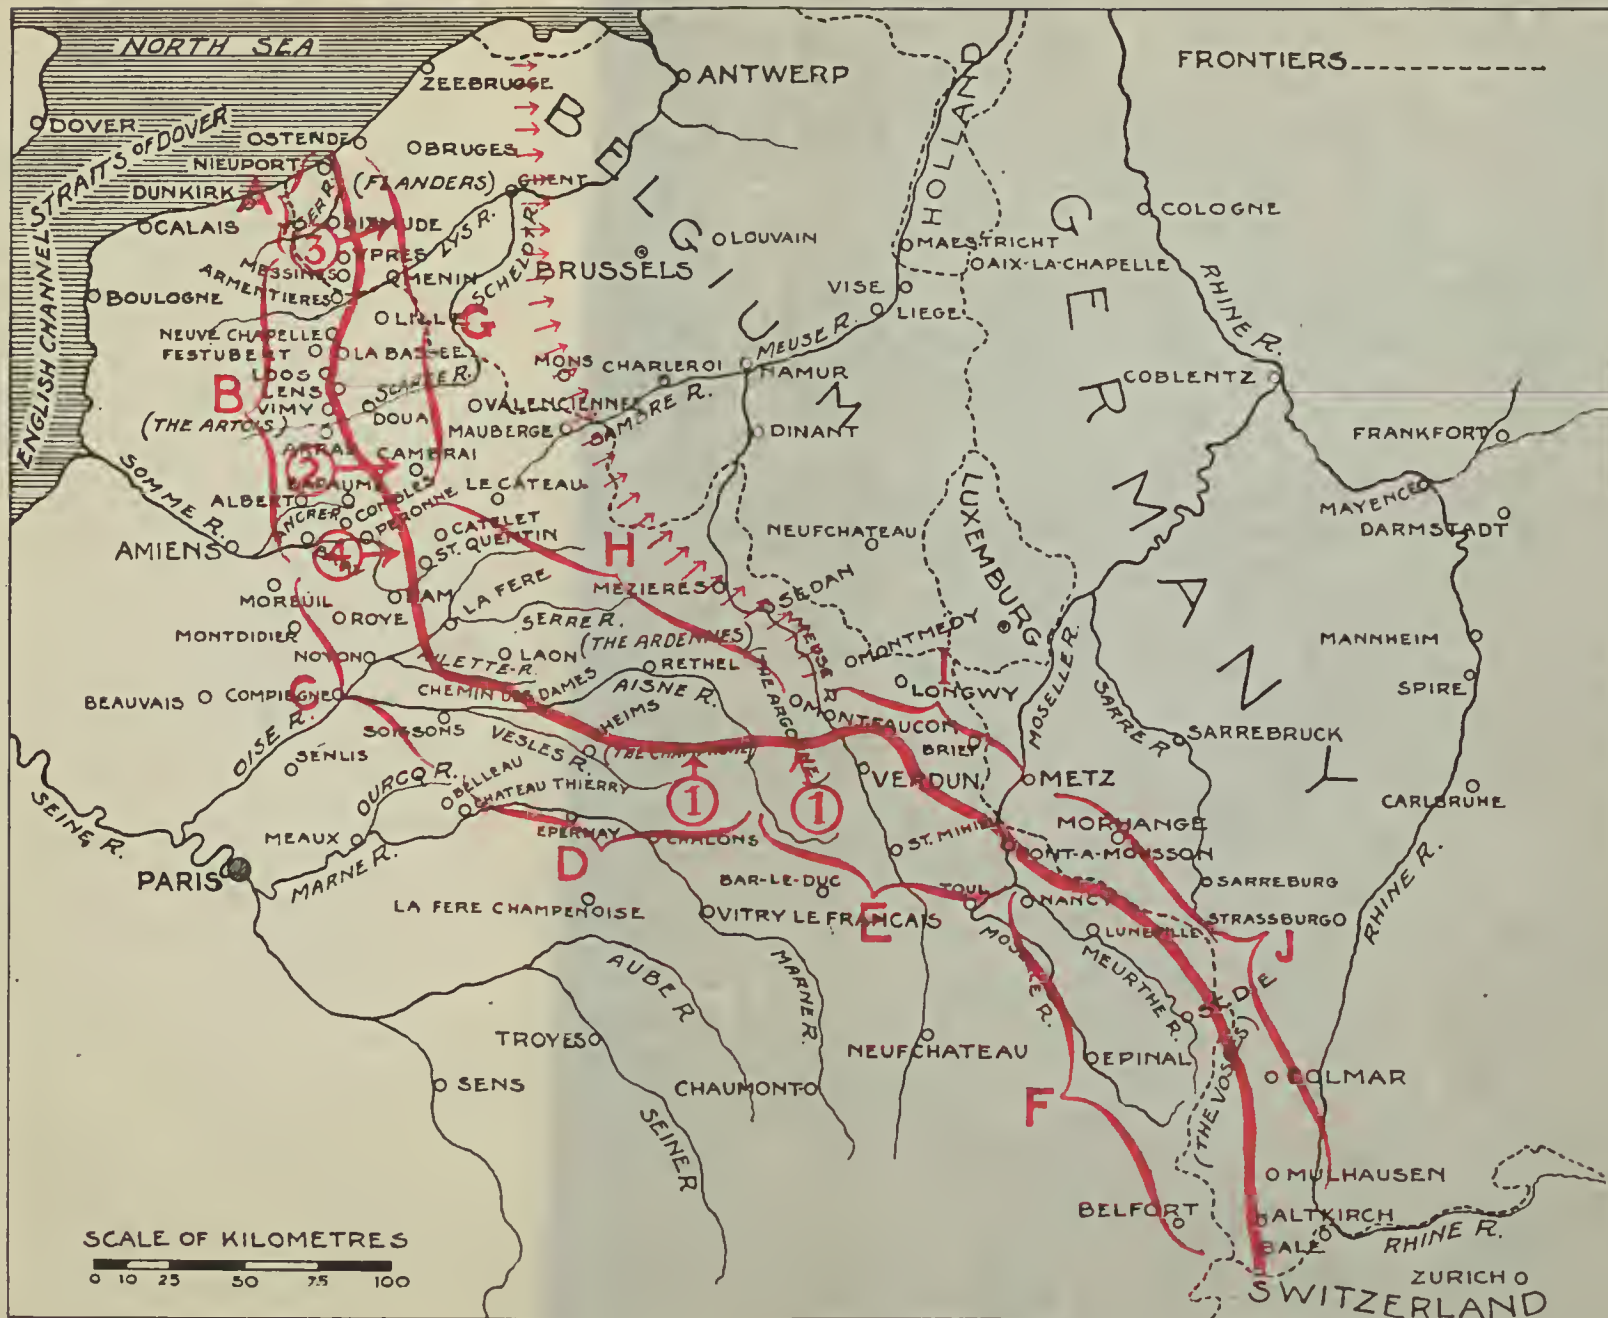 NORTH SEA
FRONTIERS
ZEEBRUGGE
ANTWERP
DOVER
STRAITS OF DOVER
OSTENDE
BRUGES
BELGIUM
HOLLAND
NIEUPORT
(FLANDERS)
DUNKIRK
GHENT
A
CALAIS
DIXMUDE
LYS R.
SCHELDT R.
LOUVAIN
COLOGNE
GERMANY
3
YPRES
BRUSSELS
MAESTRICHT
MESSINES
MENIN
AIX-LA-CHAPELLE
ARMENTIERES
BOULOGNE
VISE
LIEGE
RHINE R.
ENGLISH CHANNEL
LILLE
G
NEUVE CHAPELLE
FESTUBERT
LA BASSEE
MONS
CHARLEROI
MEUSE R.
NAMUR
LOOS
LENS
SCARPE R.
COBLENTZ
B
VIMY
DOUAI
VALENCIENNE
SAMBRE R.
(THE ARTOIS)
MAUBERGE
DINANT
FRANKFORT
ARRAS
2
CAMBRAI
SOMME R.
BAPAUME
LE CATEAU
MAYENCE
ALBERT
COMBLES
LUXEMBURG
DARMSTADT
ANCRE R.
PERONNE
CATELET
NEUFCHATEAU
AMIENS
4
ST. QUENTIN
H
MOREUIL
HAM
LA FERE
MEZIERES
SEDAN
ROYE
SERRE R.
(THE ARDENNES)
MONTDIDIER
MEUSE R.
MONTMEDY
MANNHEIM
NOYON
LAON
RETHEL
(THE ARGONNE)
MOSELLE R.
AILETTE R.
I
LONGWY
SARRE R.
SPIRE
BEAUVAIS
COMPIEGNE
C
CHEMIN DES DAMES
AISNE R.
MONTFAUCON
SOISSONS
RHEIMS
BRIEY
SARREBRUCK
OISE R.
SENLIS
VESLES R.
(THE CHAMPAGNE)
VERDUN
METZ
OURCQ R.
BELLEAU
CHATEAU THIERRY
1
1
CARLSRUHE
SEINE R.
MEAUX
EPERNAY
CHALONS
ST. MIHIEL
MORHANGE
PONT-A-MOUSSON
MARNE R.
D
PARIS
BAR-LE-DUC
TOUL
NANCY
SARREBURG
LA FERE CHAMPENOISE
VITRY LE FRANCAIS
E
STRASSBURG
RHINE R.
LUNEVILLE
J
AUBE R.
MARNE R.
MOSELLE R.
MEURTHE R.
ST. DIE
TROYES
NEUFCHATEAU
EPINAL
SENS
CHAUMONT
COLMAR
F
SEINE R
(THE VOSGES)
MULHAUSEN
BELFORT
ALTKIRCH
SCALE OF KILOMETRES
BALE
RHINE R.
0 10 25 50 75 100
ZURICH
SWITZERLAND